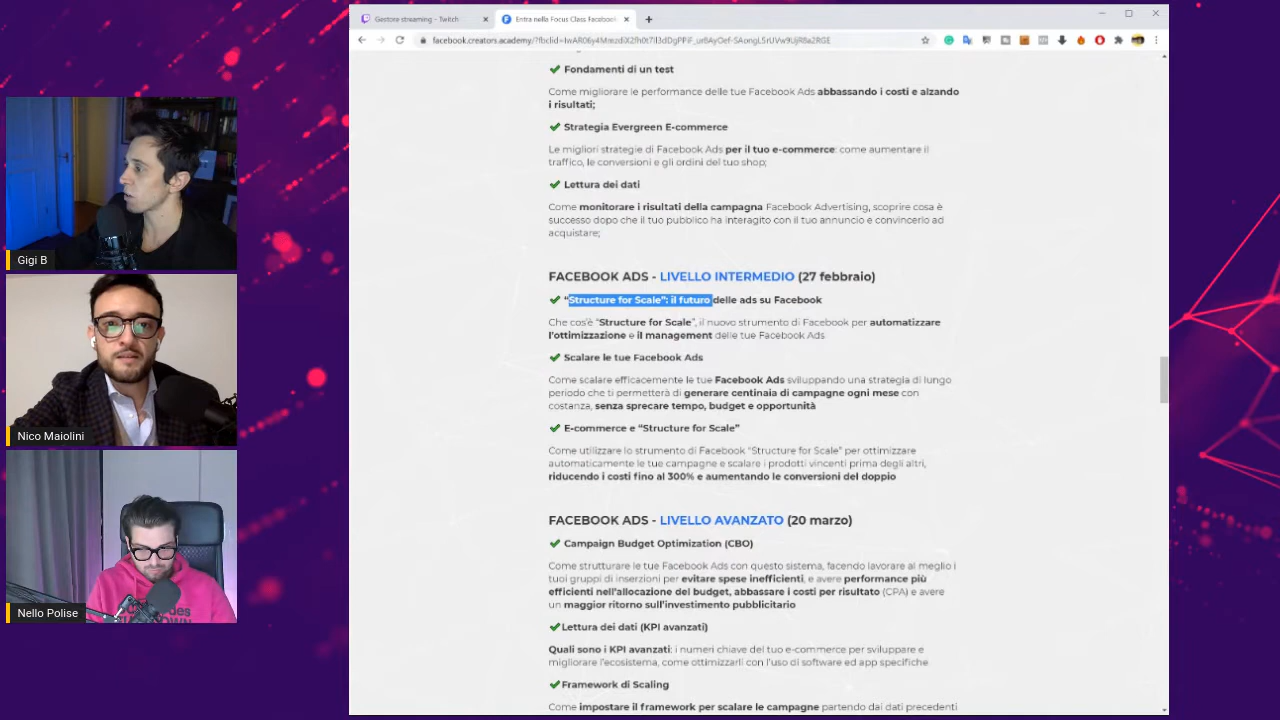 Gestore streaming - Twitch
Entra nella Focus Class Facebook
facebook.creators.academy/?fbclid=
Fondamenti di un test
Come migliorare le performance delle tue Facebook Ads abbassando i costi e alzando
i risultati;
Strategia Evergreen E-commerce
Le migliori strategie di Facebook Ads per il tuo e-commerce: come aumentare il
traffico, le conversioni e gli ordini del tuo shop;
Lettura dei dati
Come monitorare i risultati della campagna Facebook Advertising, scoprire cosa è
successo dopo che il tuo pubblico ha interagito con il tuo annuncio e convincerlo ad
acquistare;
FACEBOOK ADS - LIVELLO INTERMEDIO (27 febbraio)
“Structure for Scale”: il futuro delle ads su Facebook
Che cos'è “Structure for Scale”, il nuovo strumento di Facebook per automatizzare
l'ottimizzazione e il management delle tue Facebook Ads
Scalare le tue Facebook Ads
Come scalare efficacemente le tue Facebook Ads sviluppando una strategia di lungo
periodo che ti permetterà di generare centinaia di campagne ogni mese con
costanza, senza sprecare tempo, budget e opportunità
E-commerce e “Structure for Scale”
Come utilizzare lo strumento di Facebook “Structure for Scale” per ottimizzare
automaticamente le tue campagne e scalare i prodotti vincenti prima degli altri,
riducendo i costi fino al 300% e aumentando le conversioni del doppio
FACEBOOK ADS - LIVELLO AVANZATO (20 marzo)
Campaign Budget Optimization (CBO)
Come strutturare le tue Facebook Ads con questo sistema, facendo lavorare al meglio i
tuoi gruppi di inserzioni per evitare spese inefficienti, e avere performance più
efficienti nell'allocazione del budget, abbassare i costi per risultato (CPA) e avere
un maggior ritorno sull'investimento pubblicitario
Lettura dei dati (KPI avanzati)
Quali sono i KPI avanzati: i numeri chiave del tuo e-commerce per sviluppare e
migliorare l'ecosistema, come ottimizzarli con l'uso di software ed app specifiche
Framework di Scaling
Come impostare il framework per scalare le campagne partendo dai dati precedenti
Gigi B
Nico Maiolini
Nello Polise